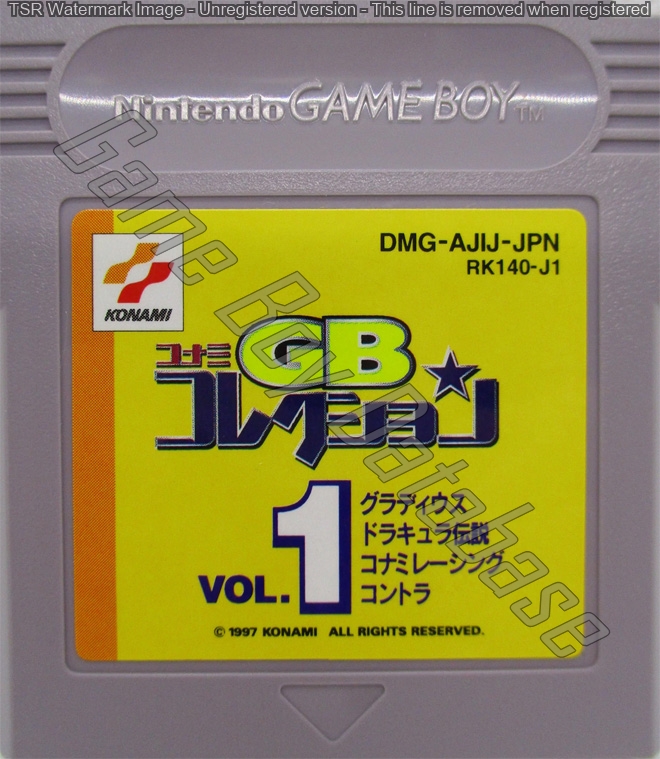 TSR Watermark Image - Unregistered version - This line is removed when registered
Nintendo GAME BOY™
DMG-AJIJ-JPN
RK140-J1
KONAMI
コナミ GB
コレクション
VOL.1
グラディウス
ドラキュラ伝説
コナミレーシング
コントラ
© 1997 KONAMI ALL RIGHTS RESERVED.
Game Boy Database